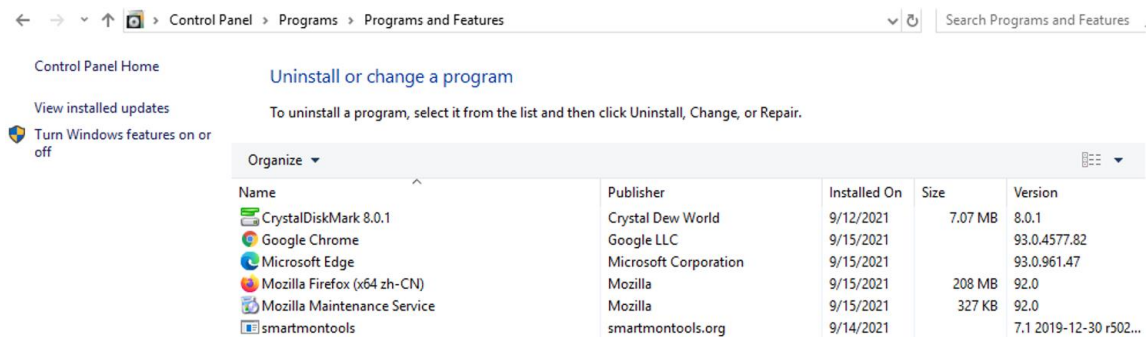 Control Panel > Programs > Programs and Features
Search Programs and Features
Control Panel Home
View installed updates
Turn Windows features on or
off
Uninstall or change a program
To uninstall a program, select it from the list and then click Uninstall, Change, or Repair.
Organize
Name Publisher Installed On Size Version
CrystalDiskMark 8.0.1 Crystal Dew World 9/12/2021 7.07 MB 8.0.1
Google Chrome Google LLC 9/15/2021 93.0.4577.82
Microsoft Edge Microsoft Corporation 9/15/2021 93.0.961.47
Mozilla Firefox (x64 zh-CN) Mozilla 9/15/2021 208 MB 92.0
Mozilla Maintenance Service Mozilla 9/15/2021 327 KB 92.0
smartmontools smartmontools.org 9/14/2021 7.1 2019-12-30 r502...